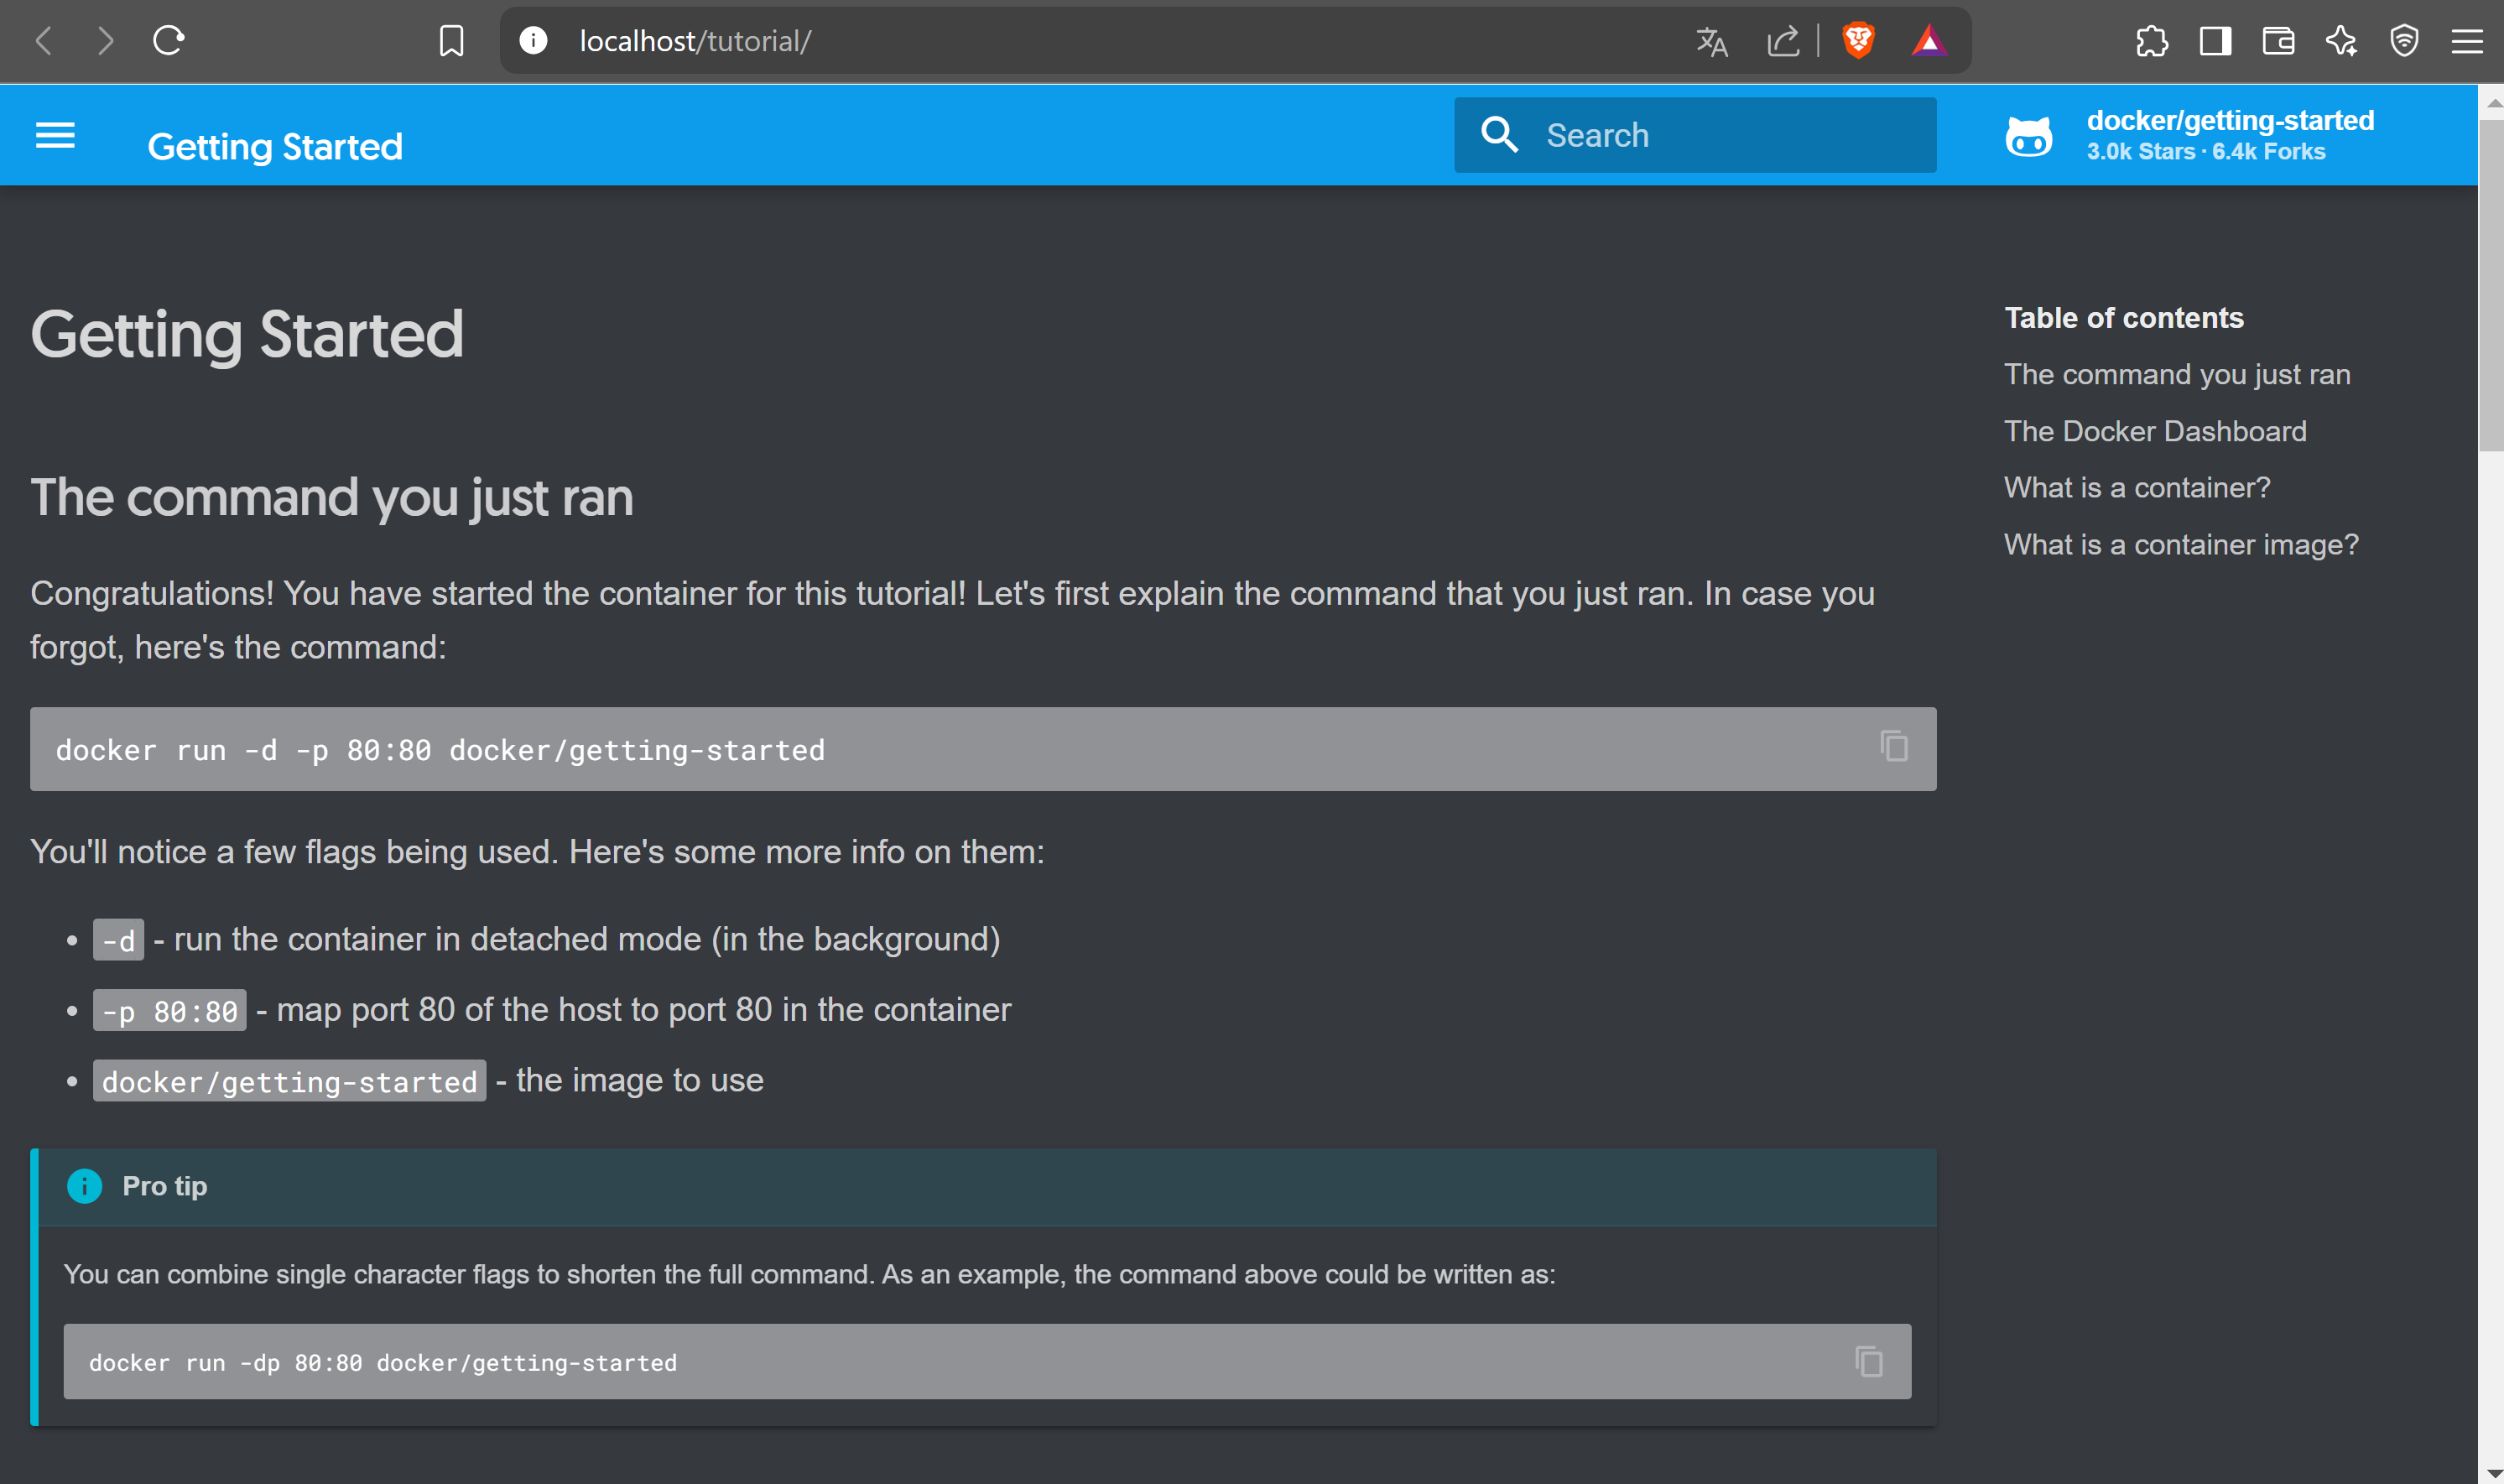 localhost/tutorial/
Getting Started
Search
docker/getting-started
3.0k Stars · 6.4k Forks
Getting Started
Table of contents
The command you just ran
The Docker Dashboard
What is a container?
What is a container image?
The command you just ran
Congratulations! You have started the container for this tutorial! Let's first explain the command that you just ran. In case you
forgot, here's the command:
docker run -d -p 80:80 docker/getting-started
You'll notice a few flags being used. Here's some more info on them:
-d - run the container in detached mode (in the background)
-p 80:80 - map port 80 of the host to port 80 in the container
docker/getting-started - the image to use
Pro tip
You can combine single character flags to shorten the full command. As an example, the command above could be written as:
docker run -dp 80:80 docker/getting-started